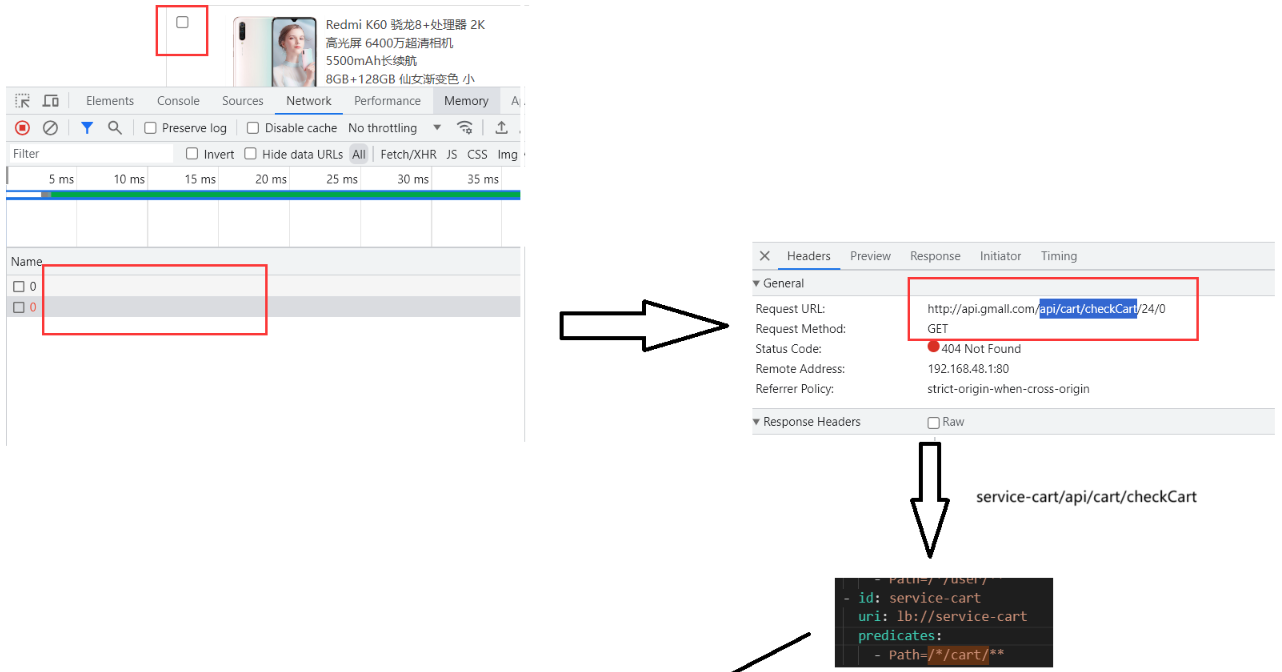 Redmi K60 骁龙8+处理器 2K
高光屏 6400万超清相机
5500mAh长续航
8GB+128GB 仙女渐变色 小
Elements Console Sources Network Performance Memory
Preserve log Disable cache No throttling
Filter Invert Hide data URLs All Fetch/XHR JS CSS Img
5 ms 10 ms 15 ms 20 ms 25 ms 30 ms 35 ms
Name
0
0
Headers Preview Response Initiator Timing
General
Request URL: http://api.gmall.com/api/cart/checkCart/24/0
Request Method: GET
Status Code: 404 Not Found
Remote Address: 192.168.48.1:80
Referrer Policy: strict-origin-when-cross-origin
Response Headers Raw
service-cart/api/cart/checkCart
- Path=/*/user/**
- id: service-cart
uri: lb://service-cart
predicates:
- Path=/*/cart/**